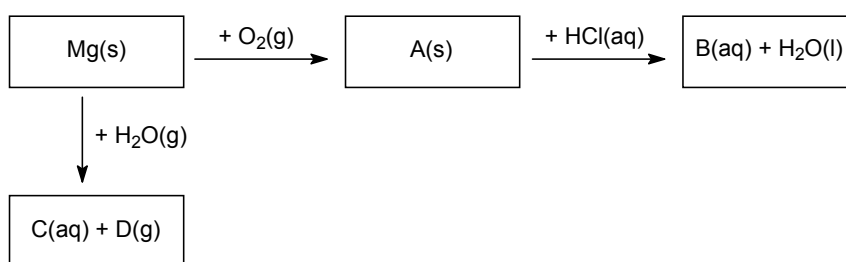 Mg(s)
+ O₂(g)
A(s)
+ HCl(aq)
B(aq) + H₂O(l)
+ H₂O(g)
C(aq) + D(g)